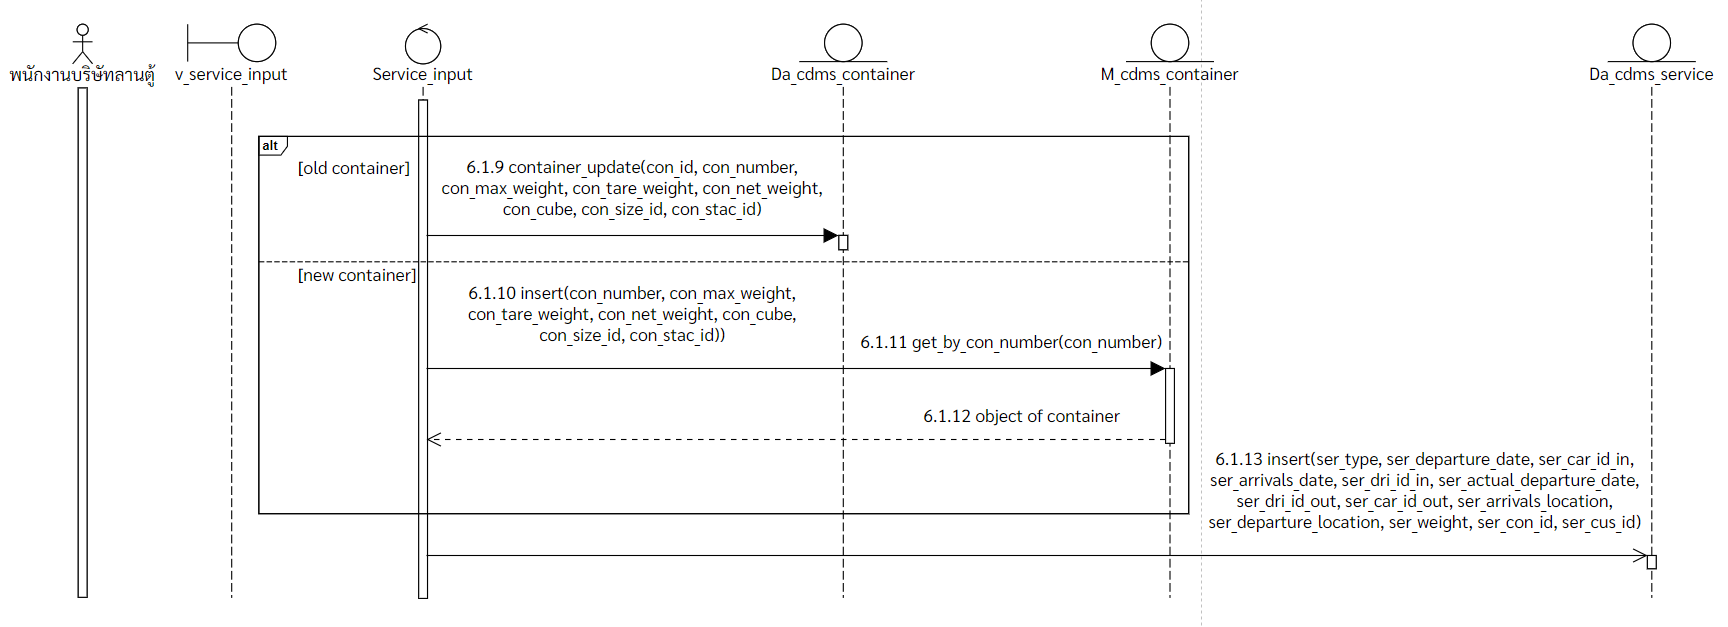 พนักงานบริษัทลานตู้
v_service_input
Service_input
Da_cdms_container
M_cdms_container
Da_cdms_service
alt
[old container]
6.1.9 container_update(con_id, con_number,
con_max_weight, con_tare_weight, con_net_weight,
con_cube, con_size_id, con_stac_id)
[new container]
6.1.10 insert(con_number, con_max_weight,
con_tare_weight, con_net_weight, con_cube,
con_size_id, con_stac_id))
6.1.11 get_by_con_number(con_number)
6.1.12 object of container
6.1.13 insert(ser_type, ser_departure_date, ser_car_id_in,
ser_arrivals_date, ser_dri_id_in, ser_actual_departure_date,
ser_dri_id_out, ser_car_id_out, ser_arrivals_location,
ser_departure_location, ser_weight, ser_con_id, ser_cus_id)